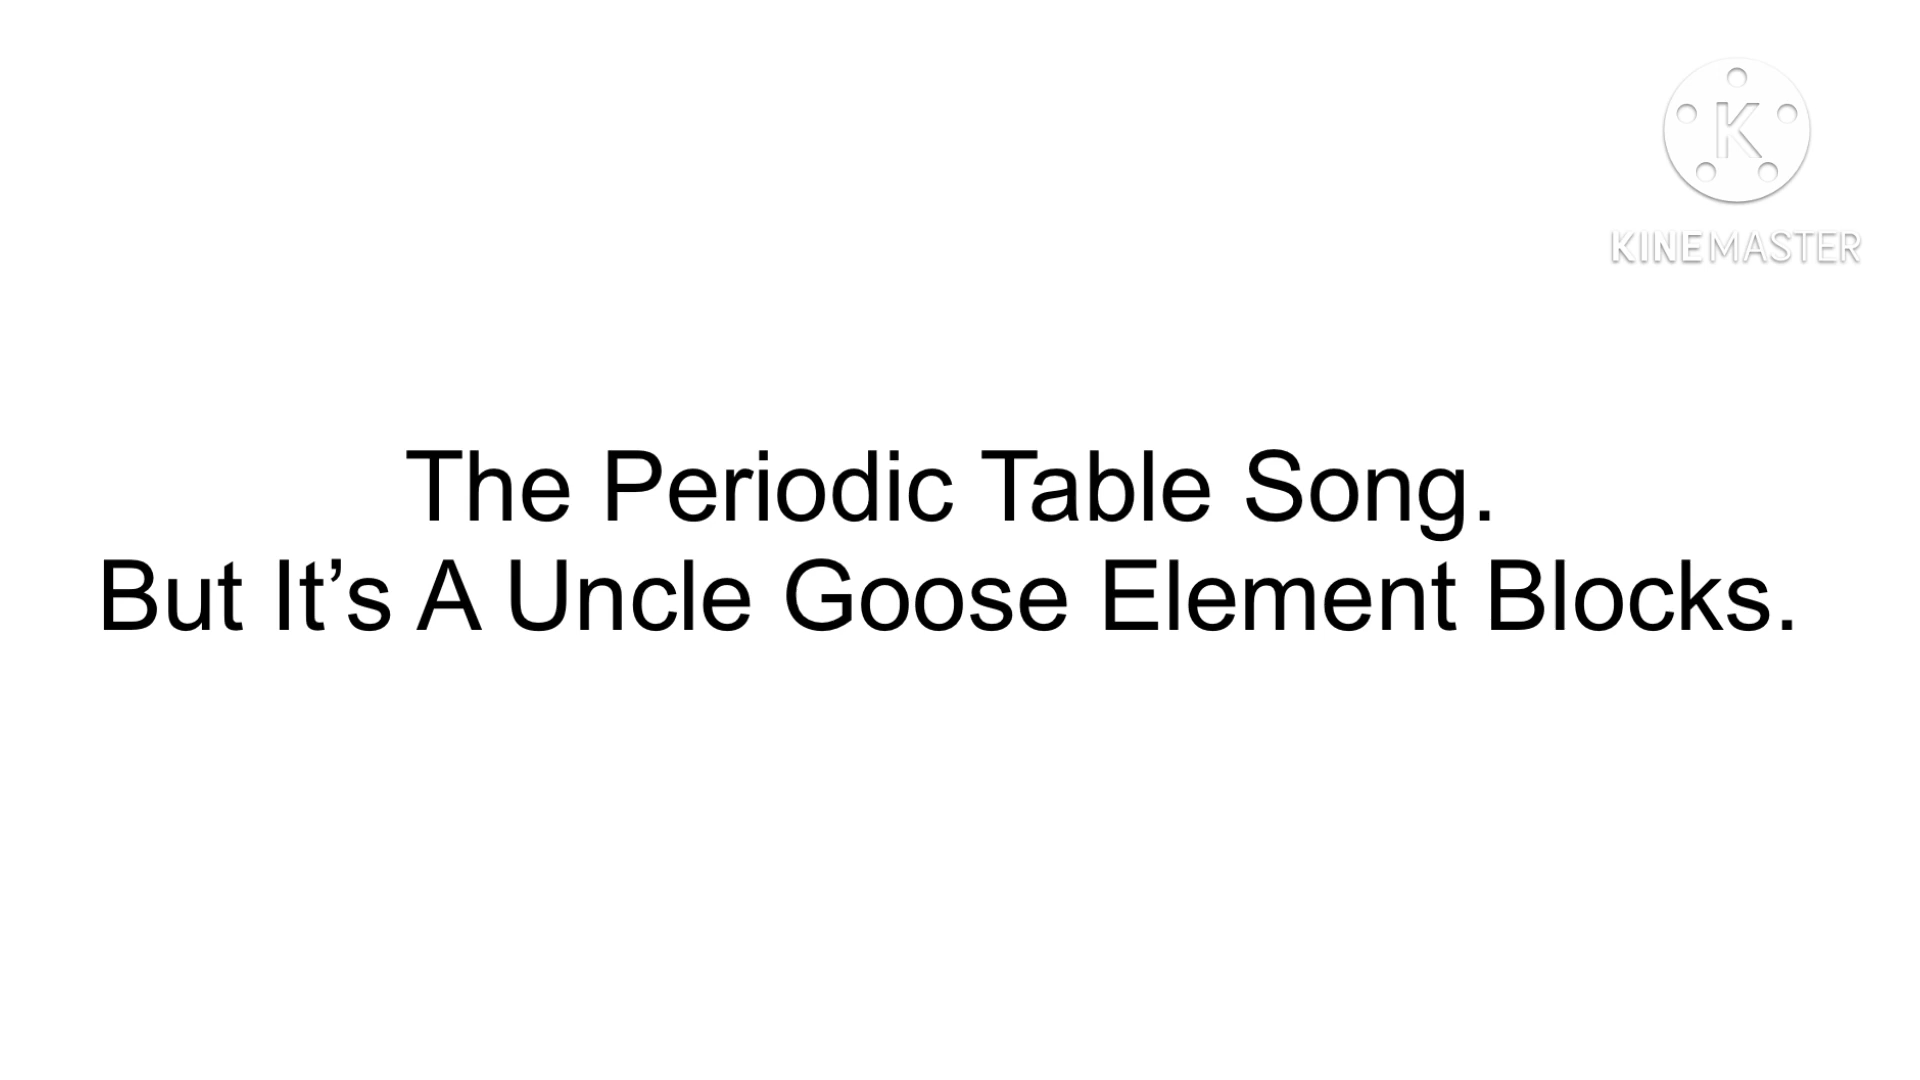 K
KINEMASTER
The Periodic Table Song.
But It’s A Uncle Goose Element Blocks.